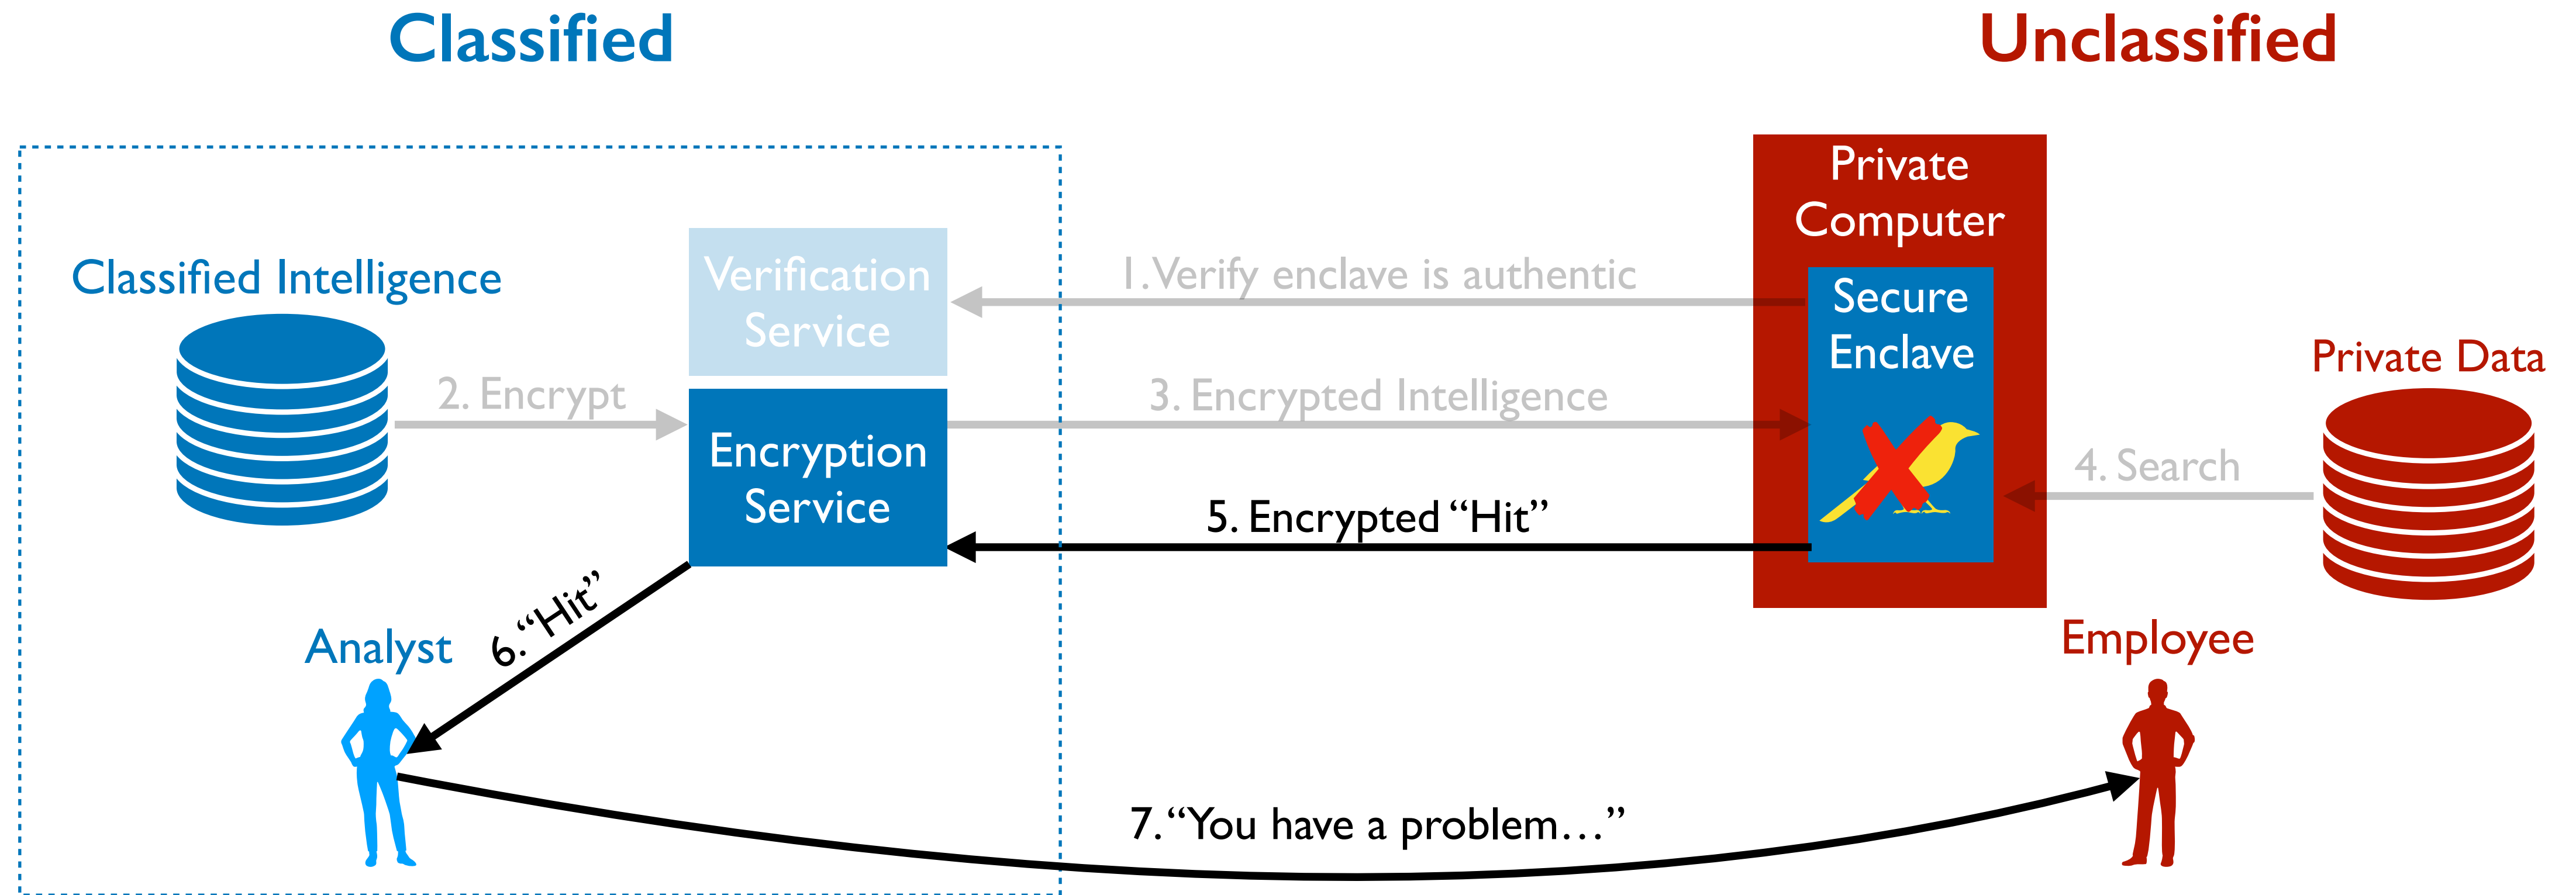 Classified
Unclassified
Classified Intelligence
Verification
Service
Encryption
Service
1. Verify enclave is authentic
2. Encrypt
3. Encrypted Intelligence
Private
Computer
Secure
Enclave
Private Data
4. Search
5. Encrypted “Hit”
6. “Hit”
Analyst
Employee
7. “You have a problem…”